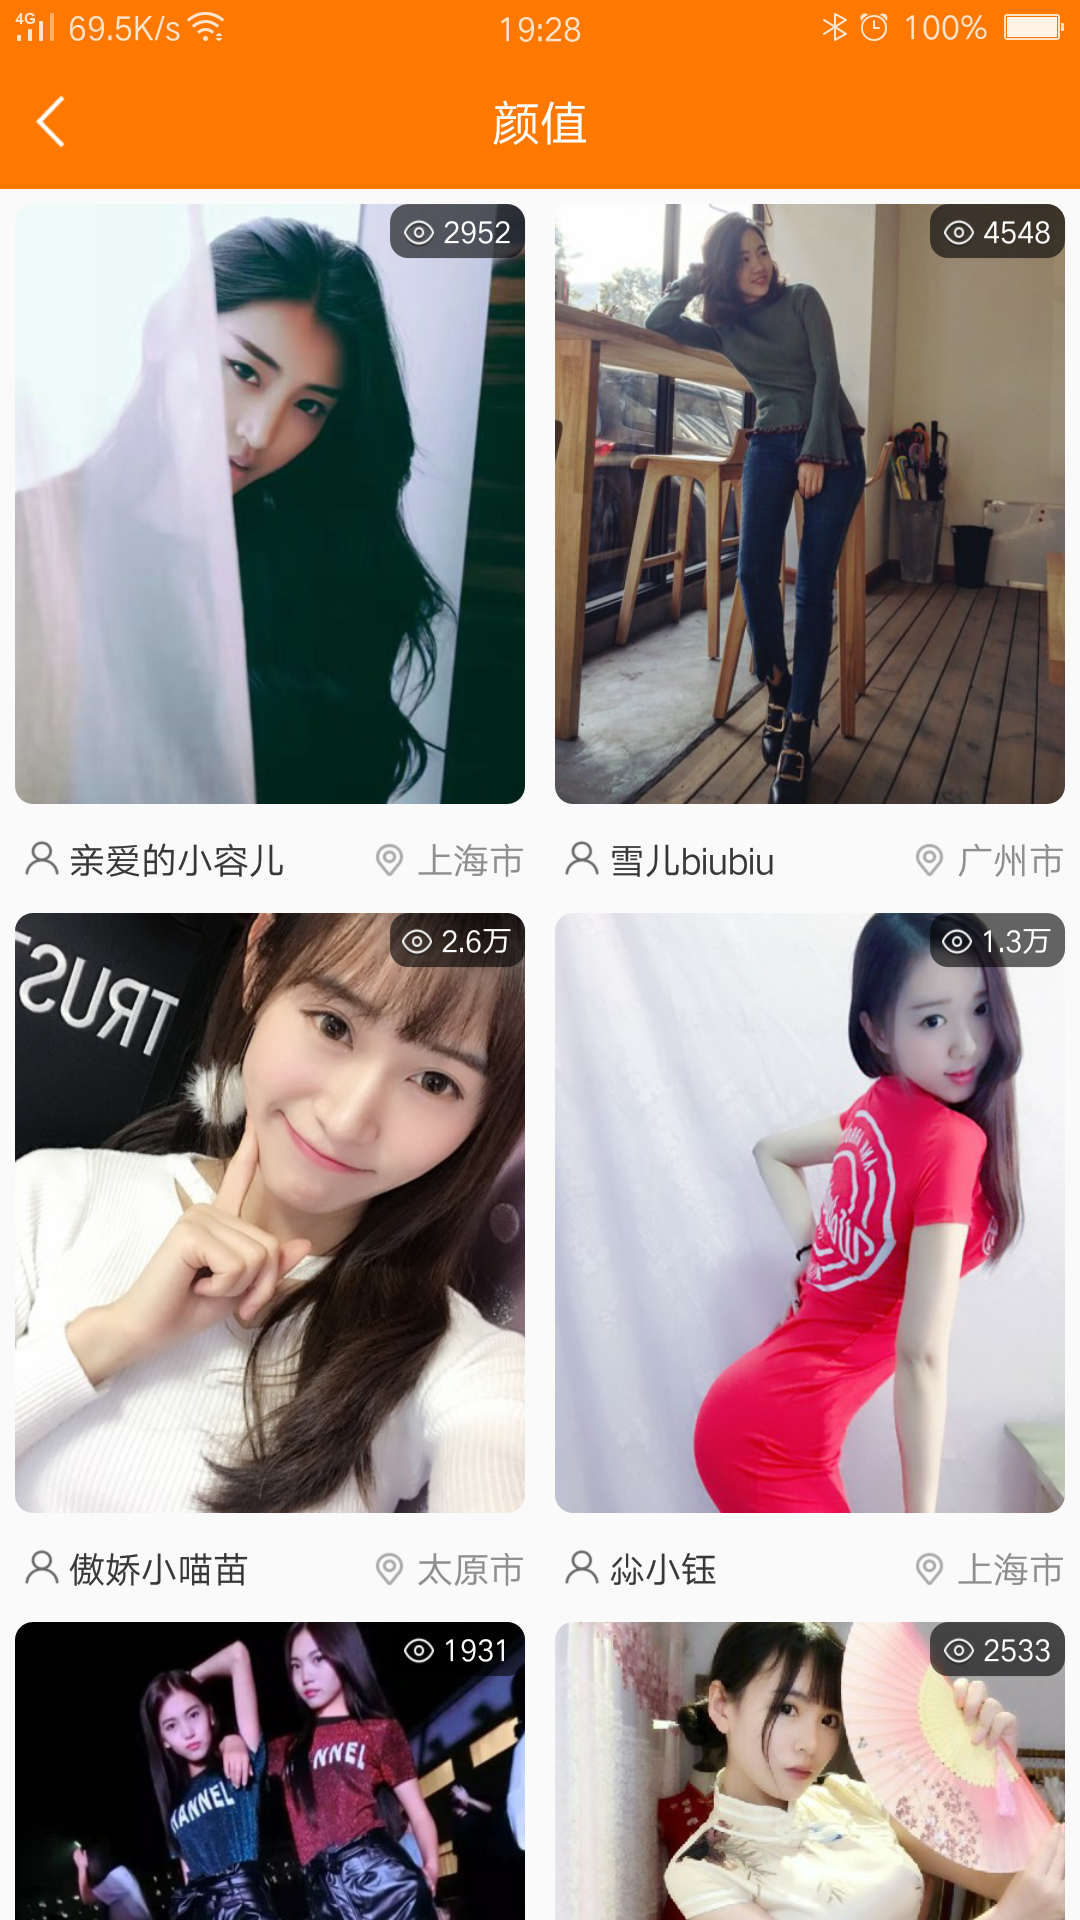 4G 69.5K/s 19:28 100%
颜值
2952
4548
亲爱的小容儿 上海市
雪儿biubiu 广州市
2.6万
1.3万
TRUST
傲娇小喵苗 太原市
尛小钰 上海市
1931
2533
NNEL
HANNEL